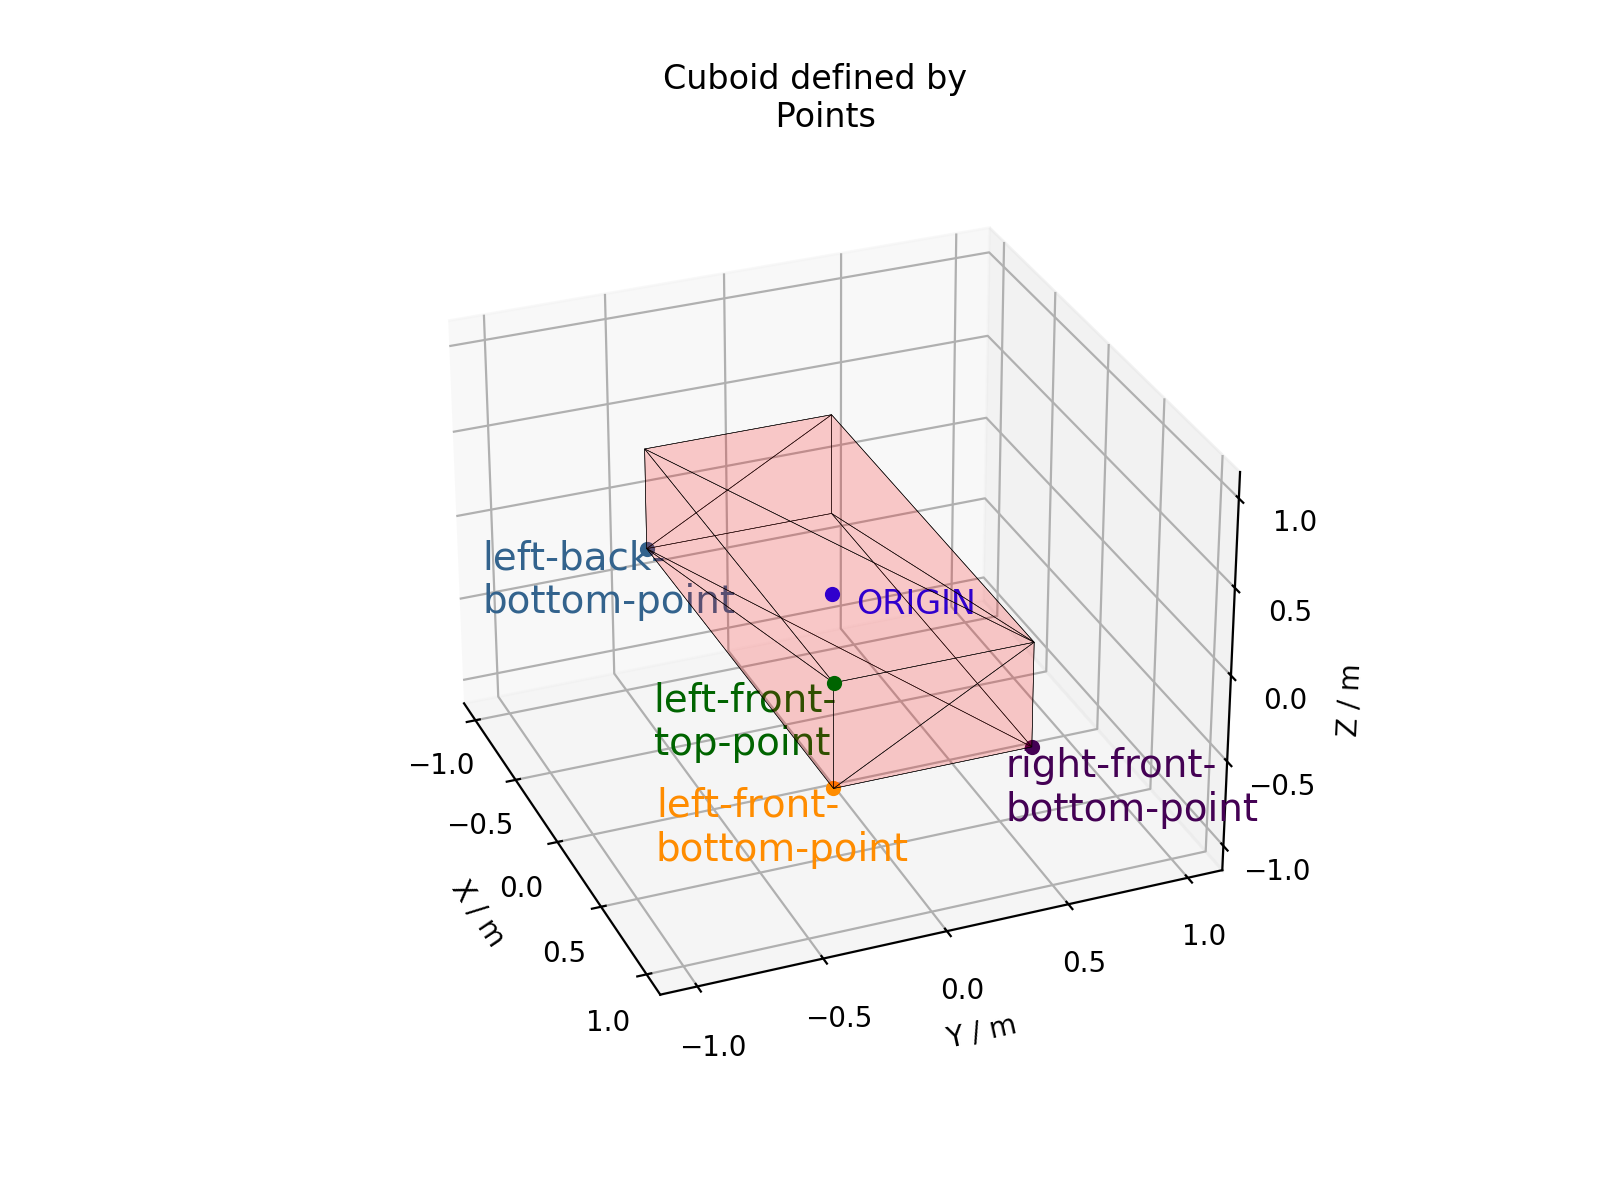 Cuboid defined by
Points
left-back-
bottom-point
ORIGIN
left-front-
top-point
left-front-
bottom-point
right-front-
bottom-point
−1.0
−0.5
0.0
0.5
1.0
X / m
−1.0
−0.5
0.0
0.5
1.0
Y / m
1.0
0.5
0.0
−0.5
−1.0
Z / m